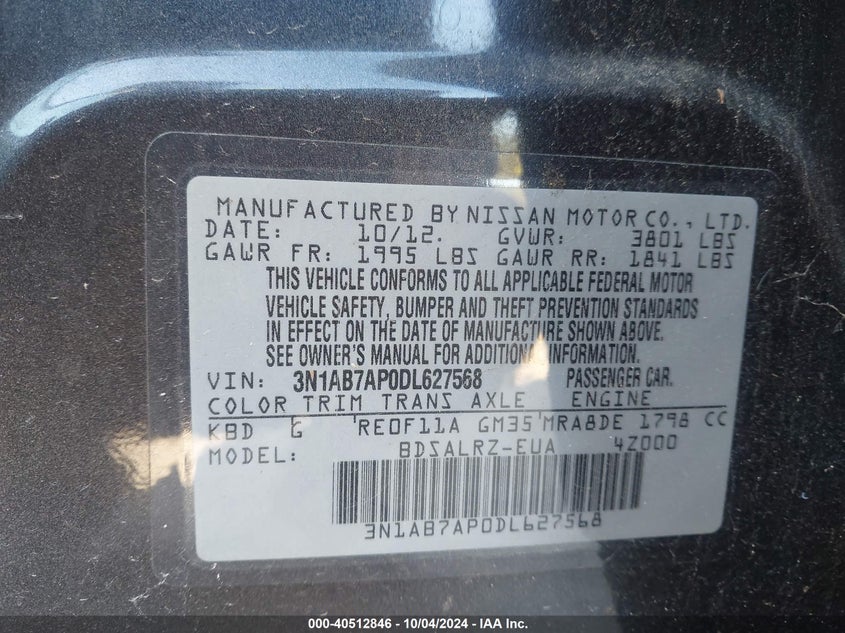 MANUFACTURED BY NISSAN MOTOR CO., LTD.
DATE: 10/12. GVWR: 3801 LBS
GAWR FR: 1995 LBS GAWR RR: 1841 LBS
THIS VEHICLE CONFORMS TO ALL APPLICABLE FEDERAL MOTOR
VEHICLE SAFETY, BUMPER AND THEFT PREVENTION STANDARDS
IN EFFECT ON THE DATE OF MANUFACTURE SHOWN ABOVE.
SEE OWNER'S MANUAL FOR ADDITIONAL INFORMATION.
VIN: 3N1AB7AP0DL627568 PASSENGER CAR.
COLOR TRIM TRANS AXLE ENGINE
KBD G RE0F11A GM35 MRA8DE 1798 CC
MODEL: BDSALRZ-EUA 4Z000
3N1AB7AP0DL627568
000-40512846 - 10/04/2024 - IAA Inc.